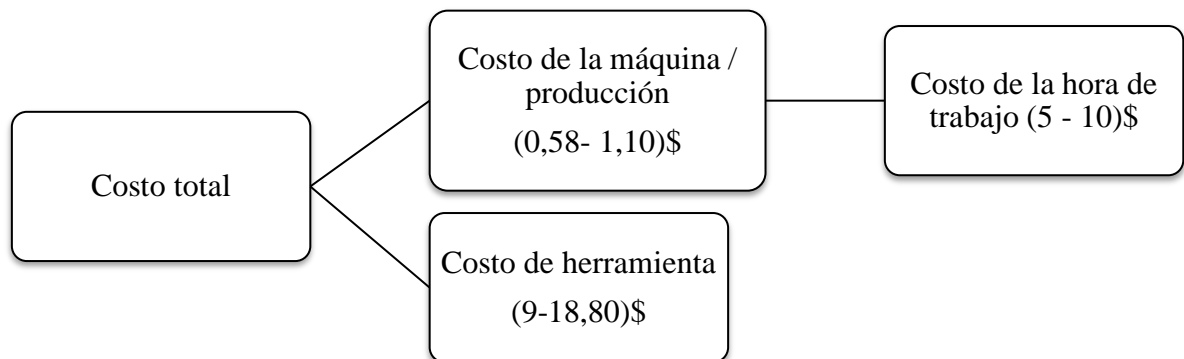 Costo total
Costo de la máquina /
producción
(0,58- 1,10)$
Costo de la hora de
trabajo (5 - 10)$
Costo de herramienta
(9-18,80)$